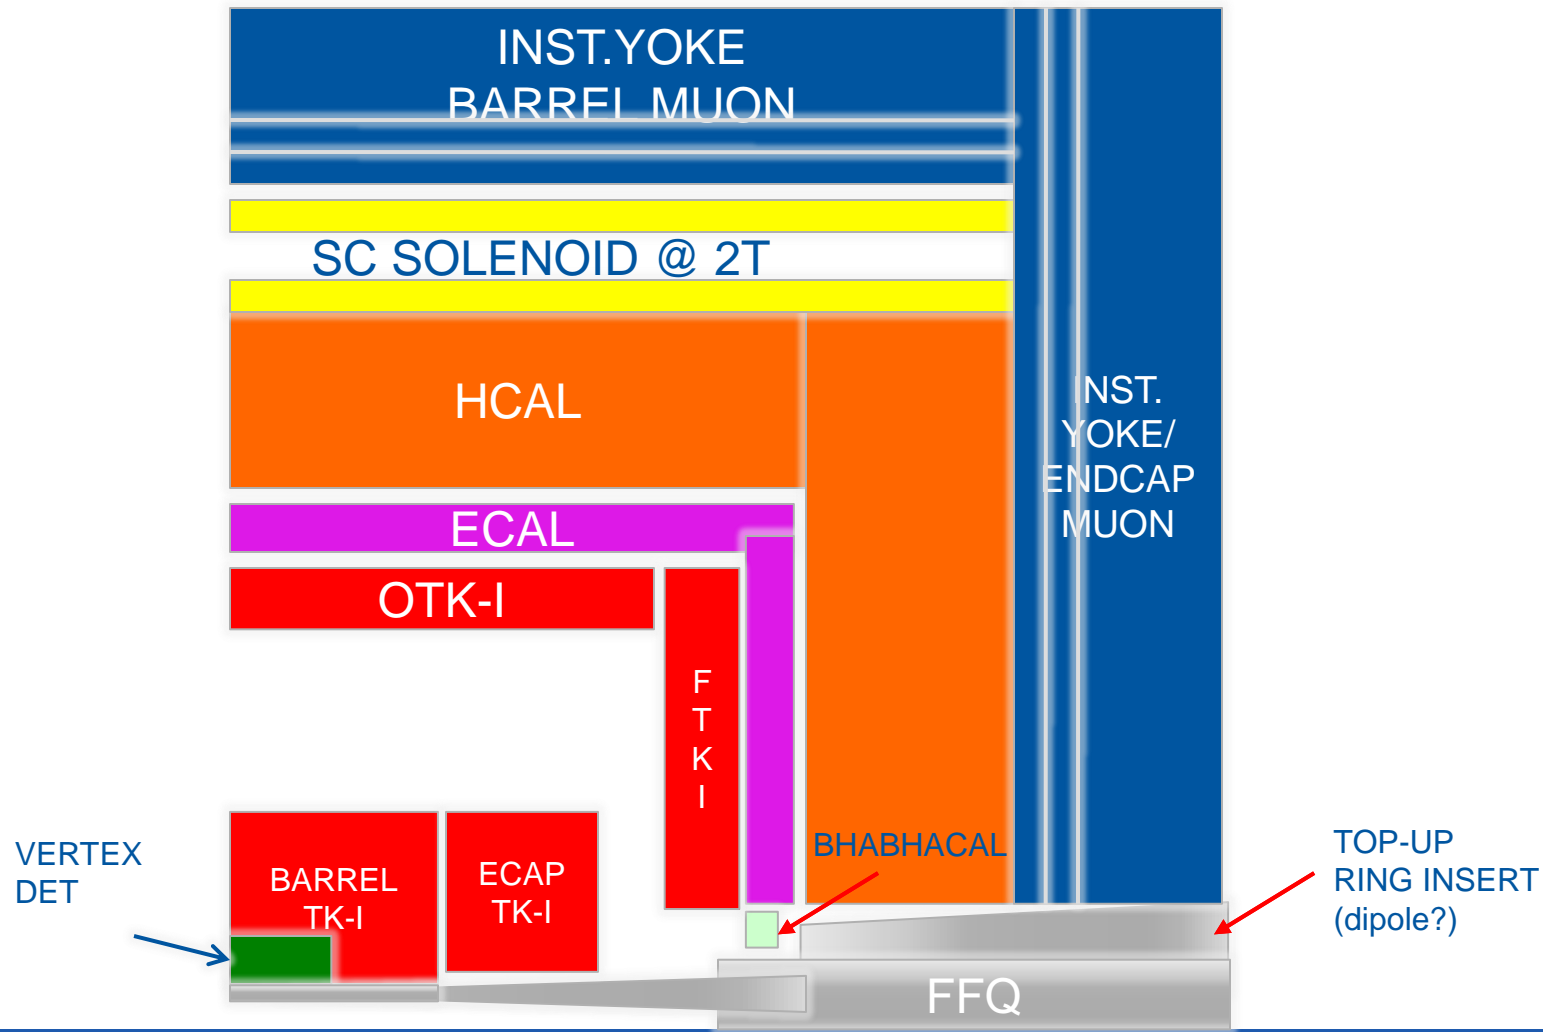 INST.YOKE
BARREL MUON
SC SOLENOID @ 2T
HCAL
INST.
YOKE/
ENDCAP
MUON
ECAL
OTK-I
F
T
K
I
BHABHACAL
VERTEX
DET
BARREL
TK-I
ECAP
TK-I
TOP-UP
RING INSERT
(dipole?)
FFQ